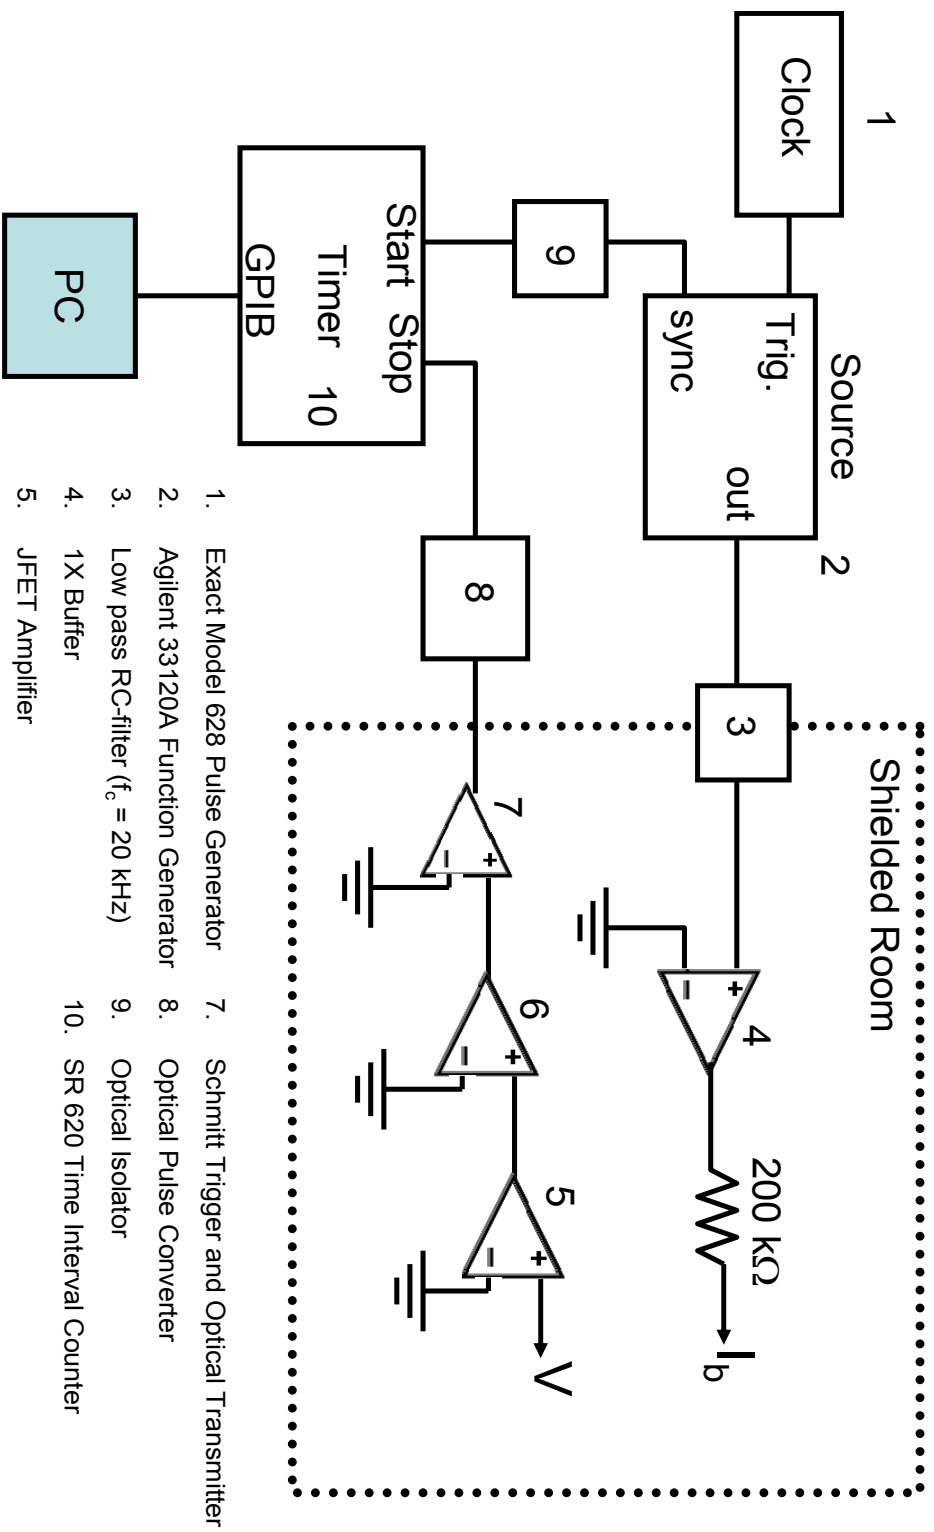 1
Clock
Source
2
Trig.
sync
out
3
9
Start Stop
Timer 10
GPIB
PC
8
Shielded Room
+
–
4
200 kΩ
I_b
7
+
–
6
+
–
5
+
–
V
1. Exact Model 628 Pulse Generator
2. Agilent 33120A Function Generator
3. Low pass RC-filter (f_c = 20 kHz)
4. 1X Buffer
5. JFET Amplifier
7. Schmitt Trigger and Optical Transmitter
8. Optical Pulse Converter
9. Optical Isolator
10. SR 620 Time Interval Counter